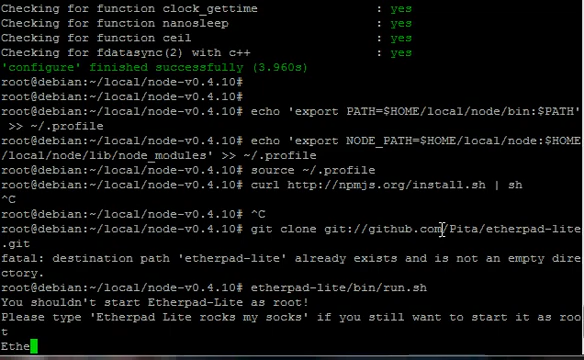 Checking for function clock_gettime : yes
Checking for function nanosleep : yes
Checking for function ceil : yes
Checking for fdatasync(2) with c++ : yes
'configure' finished successfully (3.960s)
root@debian:~/local/node-v0.4.10#
root@debian:~/local/node-v0.4.10#
root@debian:~/local/node-v0.4.10# echo 'export PATH=$HOME/local/node/bin:$PATH'
 >> ~/.profile
root@debian:~/local/node-v0.4.10# echo 'export NODE_PATH=$HOME/local/node:$HOME
/local/node/lib/node_modules' >> ~/.profile
root@debian:~/local/node-v0.4.10# source ~/.profile
root@debian:~/local/node-v0.4.10# curl http://npmjs.org/install.sh | sh
^C
root@debian:~/local/node-v0.4.10# ^C
root@debian:~/local/node-v0.4.10# git clone git://github.com/Pita/etherpad-lite
.git
fatal: destination path 'etherpad-lite' already exists and is not an empty dire
ctory.
root@debian:~/local/node-v0.4.10# etherpad-lite/bin/run.sh
You shouldn't start Etherpad-Lite as root!
Please type 'Etherpad Lite rocks my socks' if you still want to start it as roo
t
Ethe